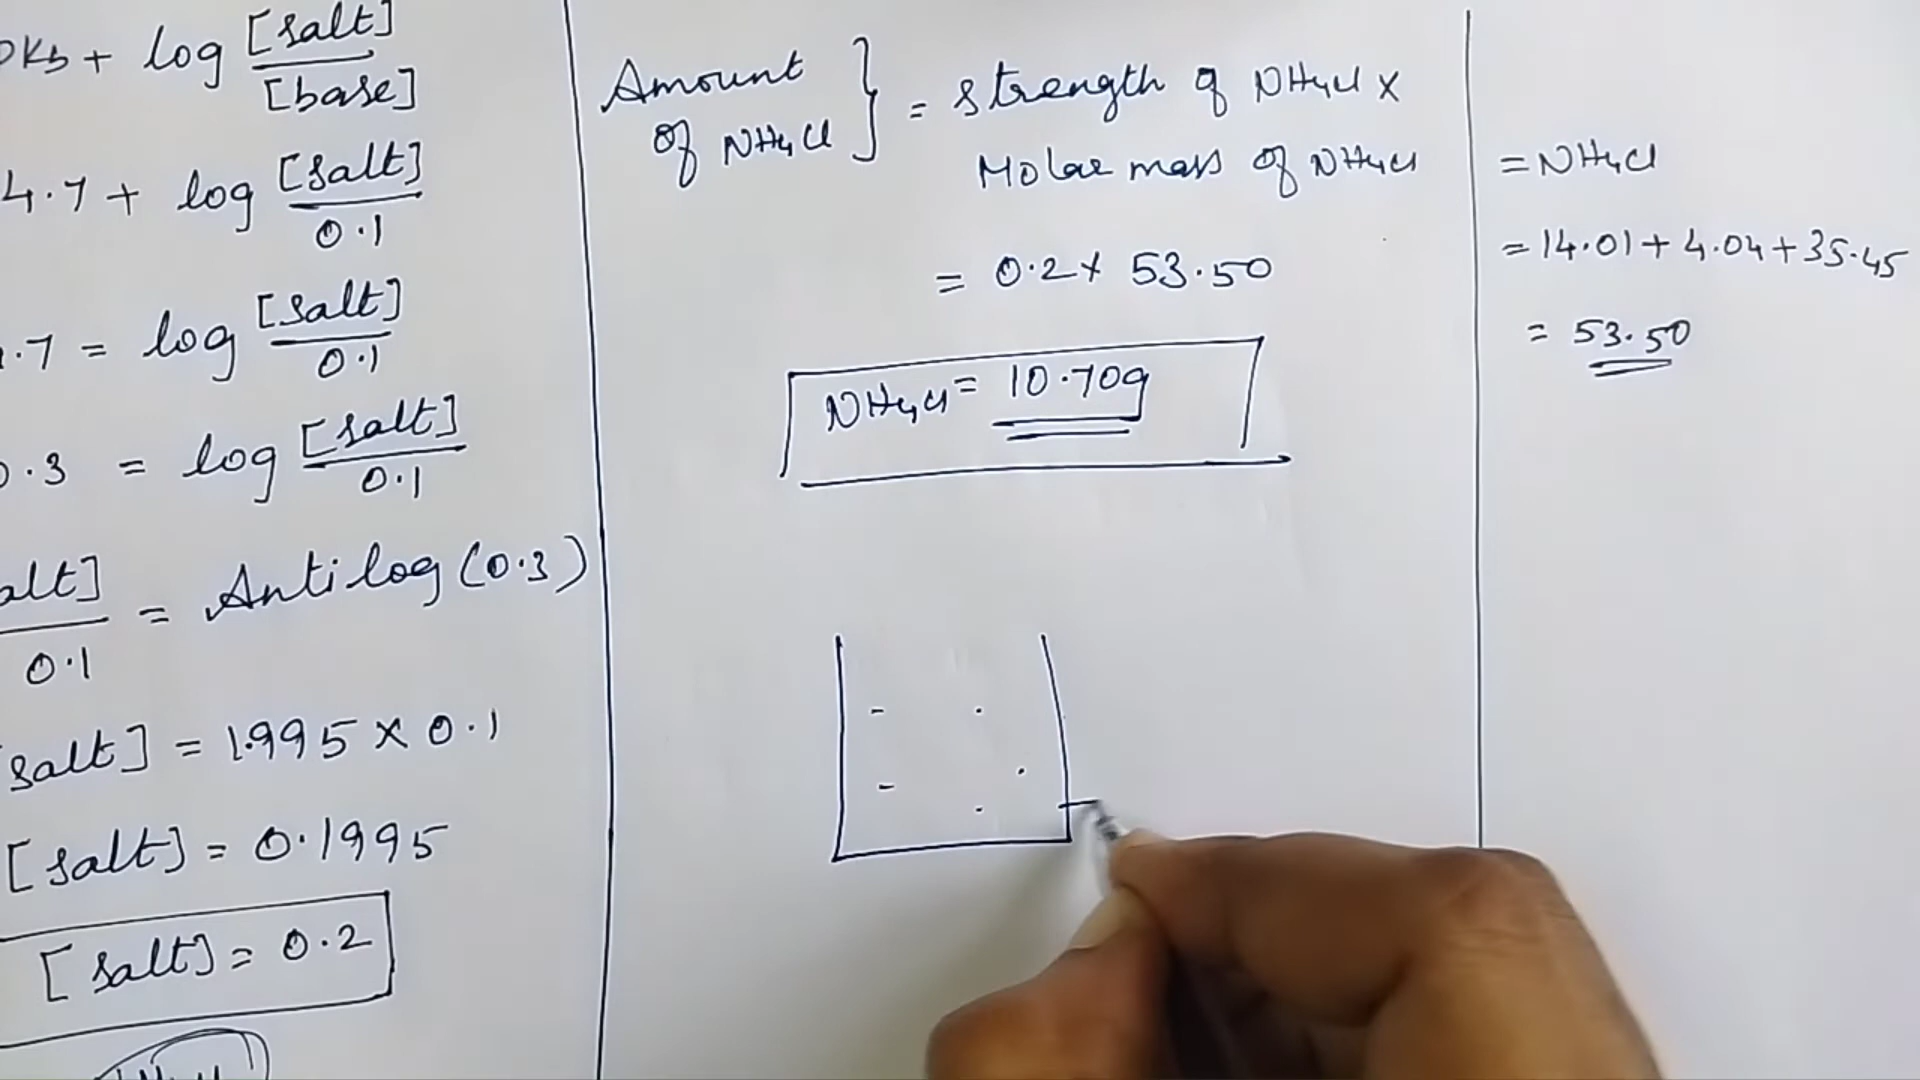 pKb + log [salt]
[base]
4.7 + log [salt]
0.1
.7 = log [salt]
0.1
0.3 = log [salt]
0.1
alt] = Antilog (0.3)
0.1
salt] = 1.995 × 0.1
[salt] = 0.1995
[salt] = 0.2
Amount of NH4Cl } = strength of NH4Cl ×
Molar mass of NH4Cl
= 0.2 × 53.50
NH4Cl = 10.70g
= NH4Cl
= 14.01 + 4.04 + 35.45
= 53.50